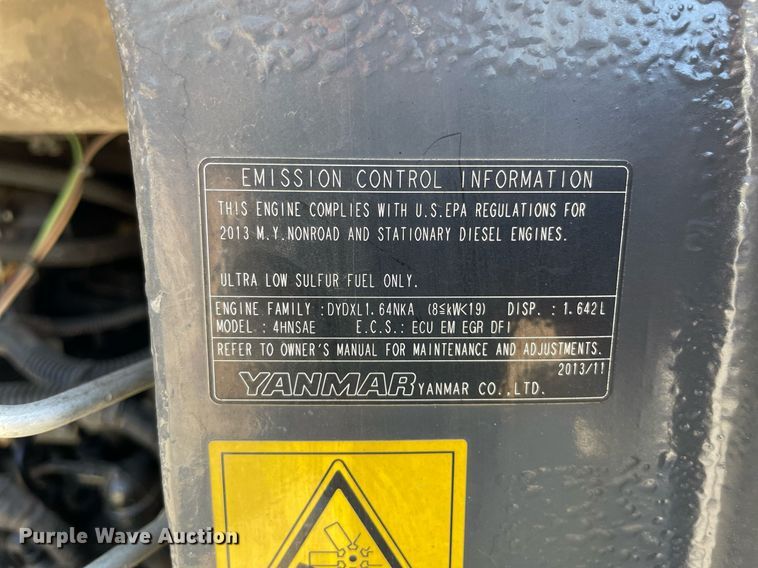 EMISSION CONTROL INFORMATION
THIS ENGINE COMPLIES WITH U.S.EPA REGULATIONS FOR
2013 M.Y.NONROAD AND STATIONARY DIESEL ENGINES.
ULTRA LOW SULFUR FUEL ONLY.
ENGINE FAMILY :DYDXL1.64NKA (8≦kW<19) DISP. : 1.642L
MODEL : 4HNSAE E.C.S.: ECU EM EGR DFI
REFER TO OWNER'S MANUAL FOR MAINTENANCE AND ADJUSTMENTS.
2013/11
YANMAR YANMAR CO.,LTD.
Purple Wave Auction®